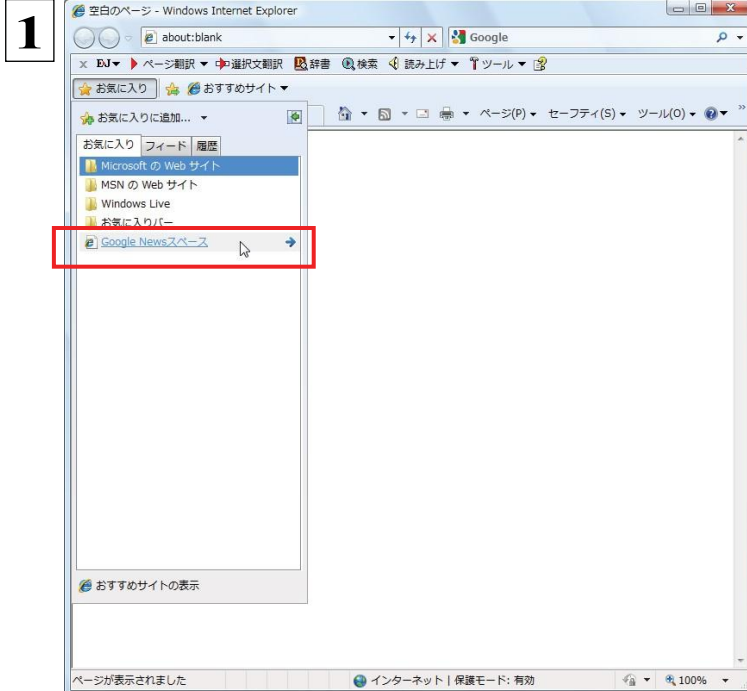 1
空白のページ - Windows Internet Explorer
about:blank
Google
x EJ ページ翻訳 選択文翻訳 辞書 検索 読み上げ ツール
お気に入り おすすめサイト
お気に入りに追加... ページ(P) セーフティ(S) ツール(O) »
お気に入り フィード 履歴
Microsoft の Web サイト
MSN の Web サイト
Windows Live
お気に入りバー
Google Newsスペース
おすすめサイトの表示
ページが表示されました インターネット | 保護モード: 有効 100%